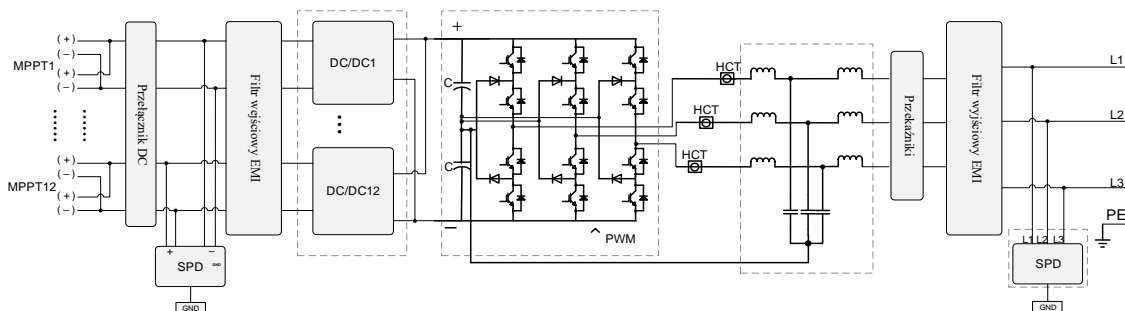 MPPT1
(+)
(−)
(+)
(−)
MPPT12
(+)
(−)
(+)
(−)
Przełącznik DC
+
−
SPD
GND
GND
Filtr wejściowy EMI
DC/DC1
DC/DC12
+
C
C
−
PWM
HCT
HCT
HCT
Przekaźniki
Filtr wyjściowy EMI
L1
L2
L3
PE
L1 L2 L3
SPD
GND